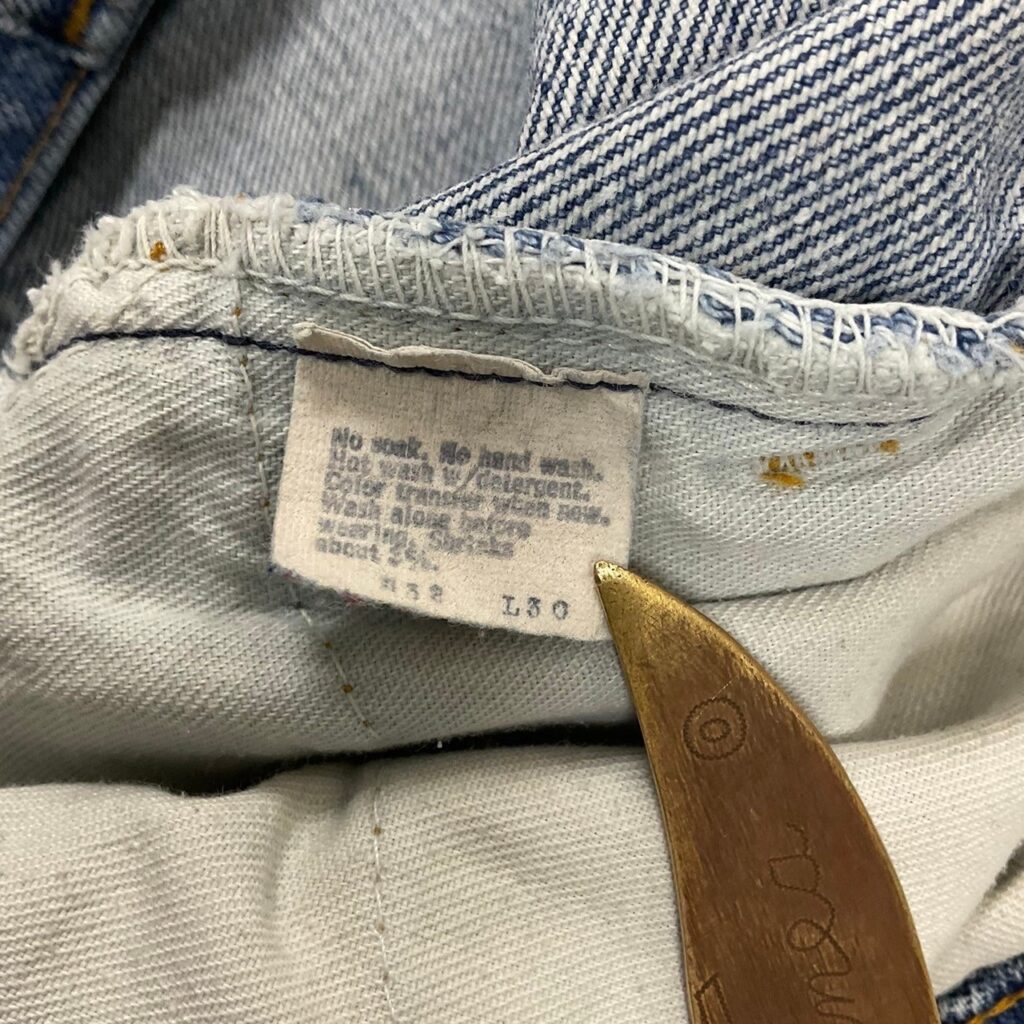 No soak. No hand wash.
Hot wash w/detergent.
Color transfer when new.
Wash alone before
wearing. Shrinks
about
L30